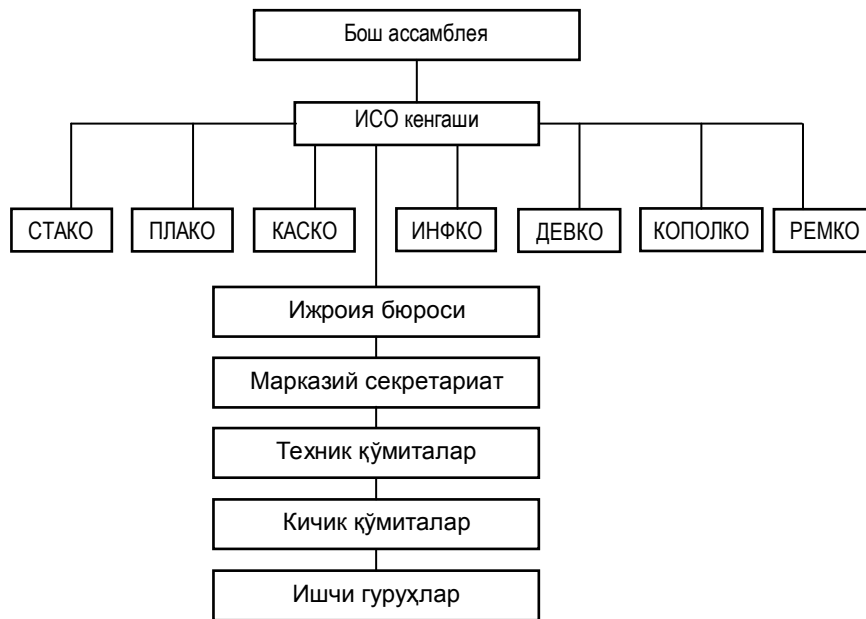 Бош ассамблея
ИСО кенгаши
СТАКО
ПЛАКО
КАСКО
ИНФКО
ДЕВКО
КОПОЛКО
РЕМКО
Ижроия бюроси
Марказий секретариат
Техник қўмиталар
Кичик қўмиталар
Ишчи гуруҳлар